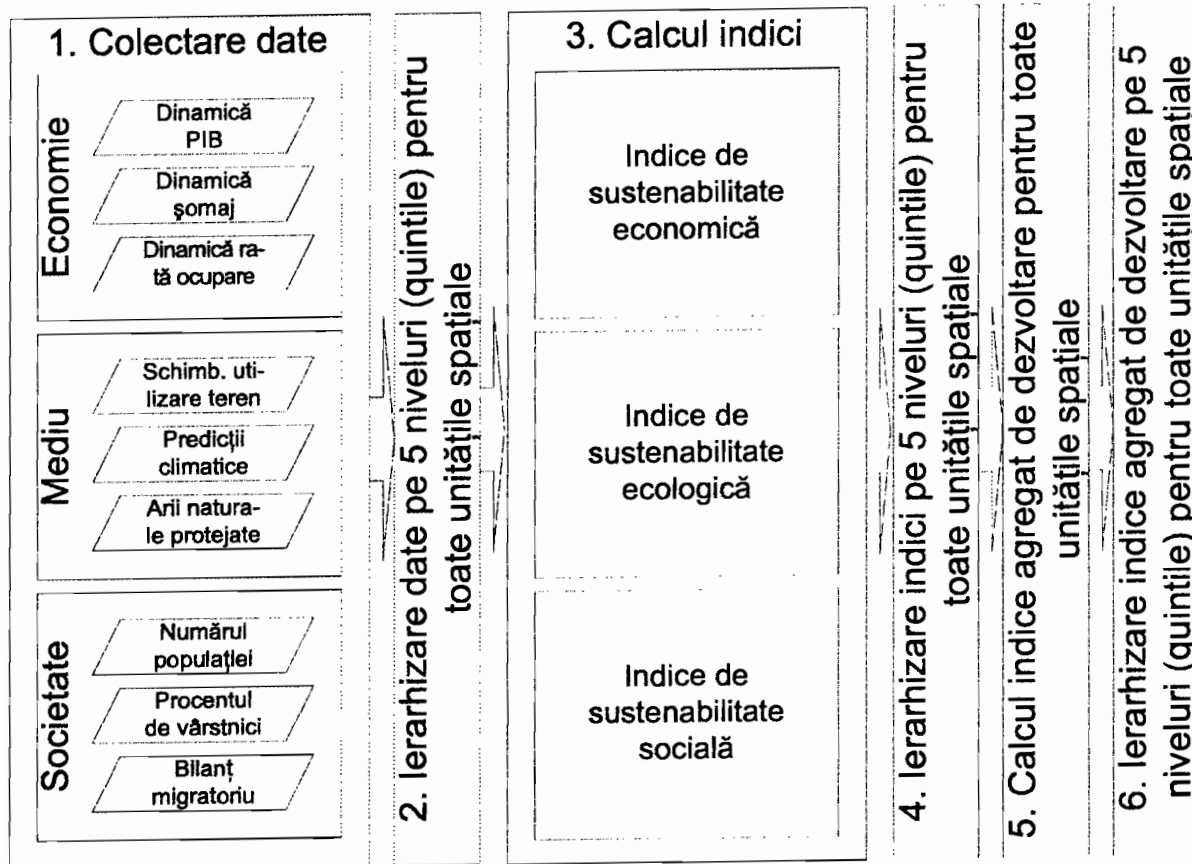 1. Colectare date
Economie
Dinamică
PIB
Dinamică
șomaj
Dinamică ra-
tă ocupare
Mediu
Schimb. uti-
lizare teren
Predicții
climatice
Arii natura-
le protejate
Societate
Numărul
populației
Procentul
de vârstnici
Bilanț
migratoriu
2. Ierarhizare date pe 5 niveluri (quintile) pentru
toate unitățile spațiale
3. Calcul indici
Indice de
sustenabilitate
economică
Indice de
sustenabilitate
ecologică
Indice de
sustenabilitate
socială
4. Ierarhizare indici pe 5 niveluri (quintile) pentru
toate unitățile spațiale
5. Calcul indice agregat de dezvoltare pentru toate
unitățile spațiale
6. Ierarhizare indice agregat de dezvoltare pe 5
niveluri (quintile) pentru toate unitățile spațiale